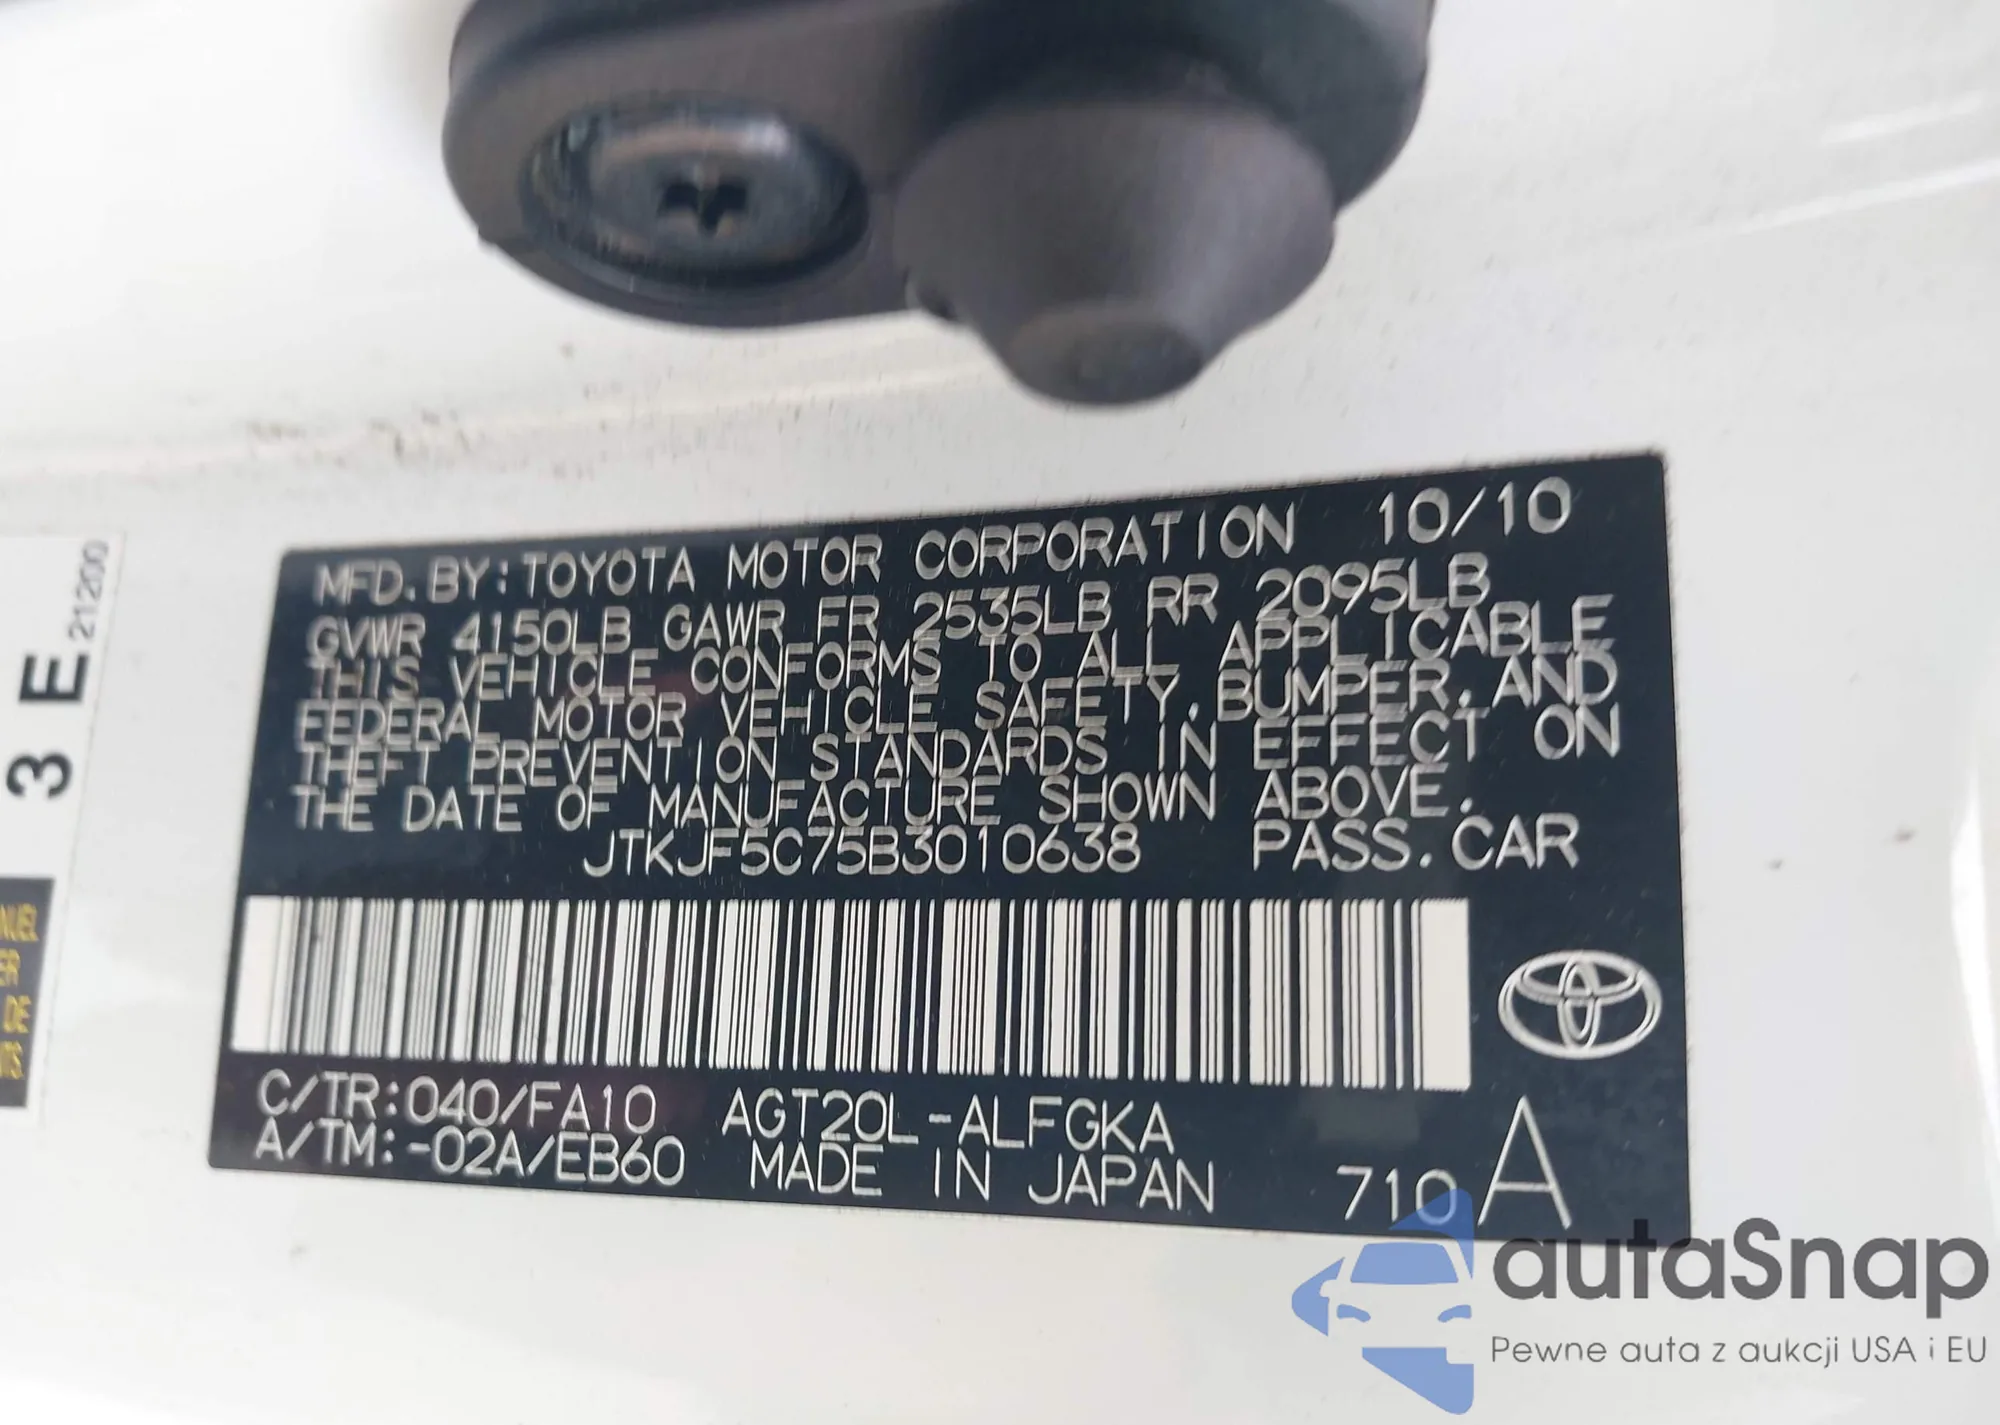 MFD.BY:TOYOTA MOTOR CORPORATION 10/10
GVWR 4150LB GAWR FR 2535LB RR 2095LB
THIS VEHICLE CONFORMS TO ALL APPLICABLE
FEDERAL MOTOR VEHICLE SAFETY,BUMPER,AND
THEFT PREVENTION STANDARDS IN EFFECT ON
THE DATE OF MANUFACTURE SHOWN ABOVE.
JTKJF5C75B3010638 PASS.CAR
C/TR:040/FA10 AGT20L-ALFGKA
A/TM:-02A/EB60 MADE IN JAPAN 710 A
3 E 21200
DE
autaSnap
Pewne auta z aukcji USA i EU